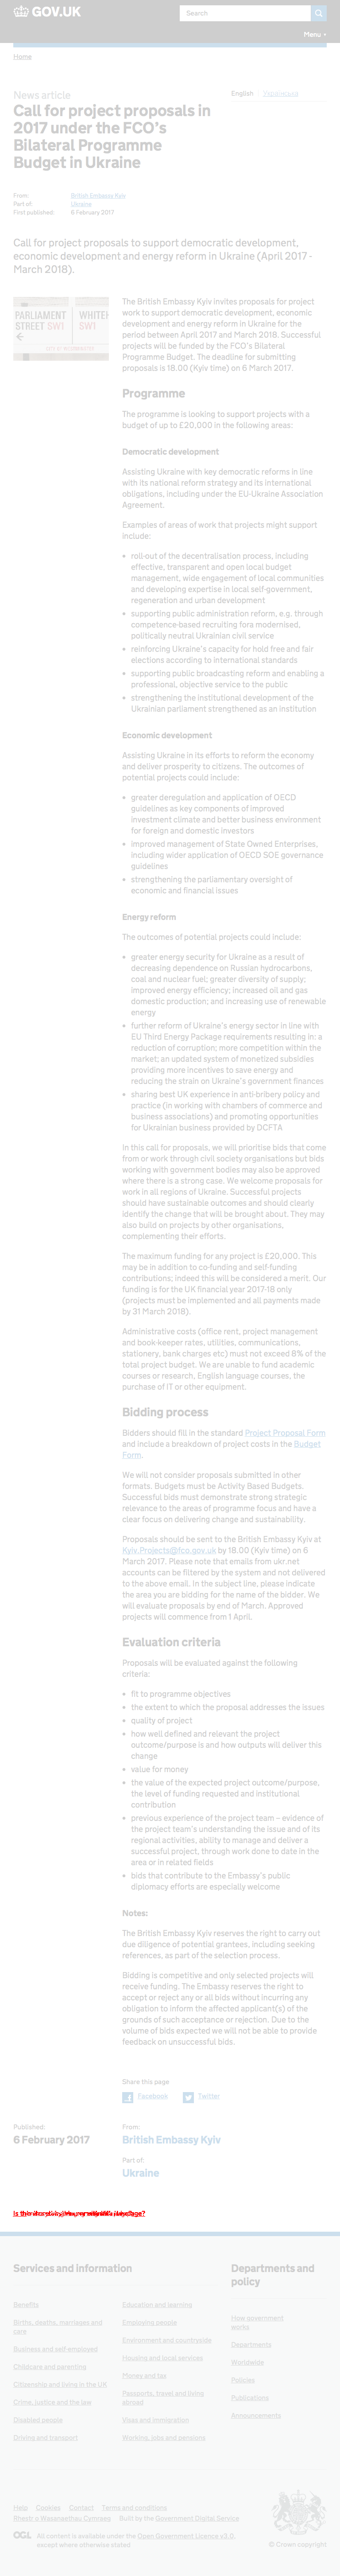 GOV.UK
Search
Menu
Home
News article
Call for project proposals in
2017 under the FCO's
Bilateral Programme
Budget in Ukraine
English
Українська
From: British Embassy Kyiv
Part of: Ukraine
First published: 6 February 2017
Call for project proposals to support democratic development,
economic development and energy reform in Ukraine (April 2017 -
March 2018).
PARLIAMENT
STREET SW1
WHITEH
SW1
CITY OF WESTMINSTER
The British Embassy Kyiv invites proposals for project
work to support democratic development, economic
development and energy reform in Ukraine for the
period between April 2017 and March 2018. Successful
projects will be funded by the FCO's Bilateral
Programme Budget. The deadline for submitting
proposals is 18.00 (Kyiv time) on 6 March 2017.
Programme
The programme is looking to support projects with a
budget of up to £20,000 in the following areas:
Democratic development
Assisting Ukraine with key democratic reforms in line
with its national reform strategy and its international
obligations, including under the EU-Ukraine Association
Agreement.
Examples of areas of work that projects might support
include:
• roll-out of the decentralisation process, including
effective, transparent and open local budget
management, wide engagement of local communities
and developing expertise in local self-government,
regeneration and urban development
• supporting public administration reform, e.g. through
competence-based recruiting fora modernised,
politically neutral Ukrainian civil service
• reinforcing Ukraine's capacity for hold free and fair
elections according to international standards
• supporting public broadcasting reform and enabling a
professional, objective service to the public
• strengthening the institutional development of the
Ukrainian parliament strengthened as an institution
Economic development
Assisting Ukraine in its efforts to reform the economy
and deliver prosperity to citizens. The outcomes of
potential projects could include:
• greater deregulation and application of OECD
guidelines as key components of improved
investment climate and better business environment
for foreign and domestic investors
• improved management of State Owned Enterprises,
including wider application of OECD SOE governance
guidelines
• strengthening the parliamentary oversight of
economic and financial issues
Energy reform
The outcomes of potential projects could include:
• greater energy security for Ukraine as a result of
decreasing dependence on Russian hydrocarbons,
coal and nuclear fuel; greater diversity of supply;
improved energy efficiency; increased oil and gas
domestic production; and increasing use of renewable
energy
• further reform of Ukraine's energy sector in line with
EU Third Energy Package requirements resulting in: a
reduction of corruption; more competition within the
market; an updated system of monetized subsidies
providing more incentives to save energy and
reducing the strain on Ukraine's government finances
• sharing best UK experience in anti-bribery policy and
practice (in working with chambers of commerce and
business associations) and promoting opportunities
for Ukrainian business provided by DCFTA
In this call for proposals, we will prioritise bids that come
from or work through civil society organisations but bids
working with government bodies may also be approved
where there is a strong case. We welcome proposals for
work in all regions of Ukraine. Successful projects
should have sustainable outcomes and should clearly
identify the change that will be brought about. They may
also build on projects by other organisations,
complementing their efforts.
The maximum funding for any project is £20,000. This
may be in addition to co-funding and self-funding
contributions; indeed this will be considered a merit. Our
funding is for the UK financial year 2017-18 only
(projects must be implemented and all payments made
by 31 March 2018).
Administrative costs (office rent, project management
and book-keeper rates, utilities, communications,
stationery, bank charges etc) must not exceed 8% of the
total project budget. We are unable to fund academic
courses or research, English language courses, the
purchase of IT or other equipment.
Bidding process
Bidders should fill in the standard Project Proposal Form
and include a breakdown of project costs in the Budget
Form.
We will not consider proposals submitted in other
formats. Budgets must be Activity Based Budgets.
Successful bids must demonstrate strong strategic
relevance to the areas of programme focus and have a
clear focus on delivering change and sustainability.
Proposals should be sent to the British Embassy Kyiv at
Kyiv.Projects@fco.gov.uk by 18.00 (Kyiv time) on 6
March 2017. Please note that emails from ukr.net
accounts can be filtered by the system and not delivered
to the above email. In the subject line, please indicate
the area you are bidding for the name of the bidder. We
will evaluate proposals by end of March. Approved
projects will commence from 1 April.
Evaluation criteria
Proposals will be evaluated against the following
criteria:
• fit to programme objectives
• the extent to which the proposal addresses the issues
• quality of project
• how well defined and relevant the project
outcome/purpose is and how outputs will deliver this
change
• value for money
• the value of the expected project outcome/purpose,
the level of funding requested and institutional
contribution
• previous experience of the project team – evidence of
the project team's understanding the issue and of its
regional activities, ability to manage and deliver a
successful project, through work done to date in the
area or in related fields
• bids that contribute to the Embassy's public
diplomacy efforts are especially welcome
Notes:
The British Embassy Kyiv reserves the right to carry out
due diligence of potential grantees, including seeking
references, as part of the selection process.
Bidding is competitive and only selected projects will
receive funding. The Embassy reserves the right to
accept or reject any or all bids without incurring any
obligation to inform the affected applicant(s) of the
grounds of such acceptance or rejection. Due to the
volume of bids expected we will not be able to provide
feedback on unsuccessful bids.
Share this page
Facebook
Twitter
Published:
6 February 2017
From:
British Embassy Kyiv
Part of:
Ukraine
Services and information
Benefits
Births, deaths, marriages and
care
Business and self-employed
Childcare and parenting
Citizenship and living in the UK
Crime, justice and the law
Disabled people
Driving and transport
Education and learning
Employing people
Environment and countryside
Housing and local services
Money and tax
Passports, travel and living
abroad
Visas and immigration
Working, jobs and pensions
Departments and
policy
How government
works
Departments
Worldwide
Policies
Publications
Announcements
Help Cookies Contact Terms and conditions
Rhestr o Wasanaethau Cymraeg Built by the Government Digital Service
OGL All content is available under the Open Government Licence v3.0,
except where otherwise stated
© Crown copyright